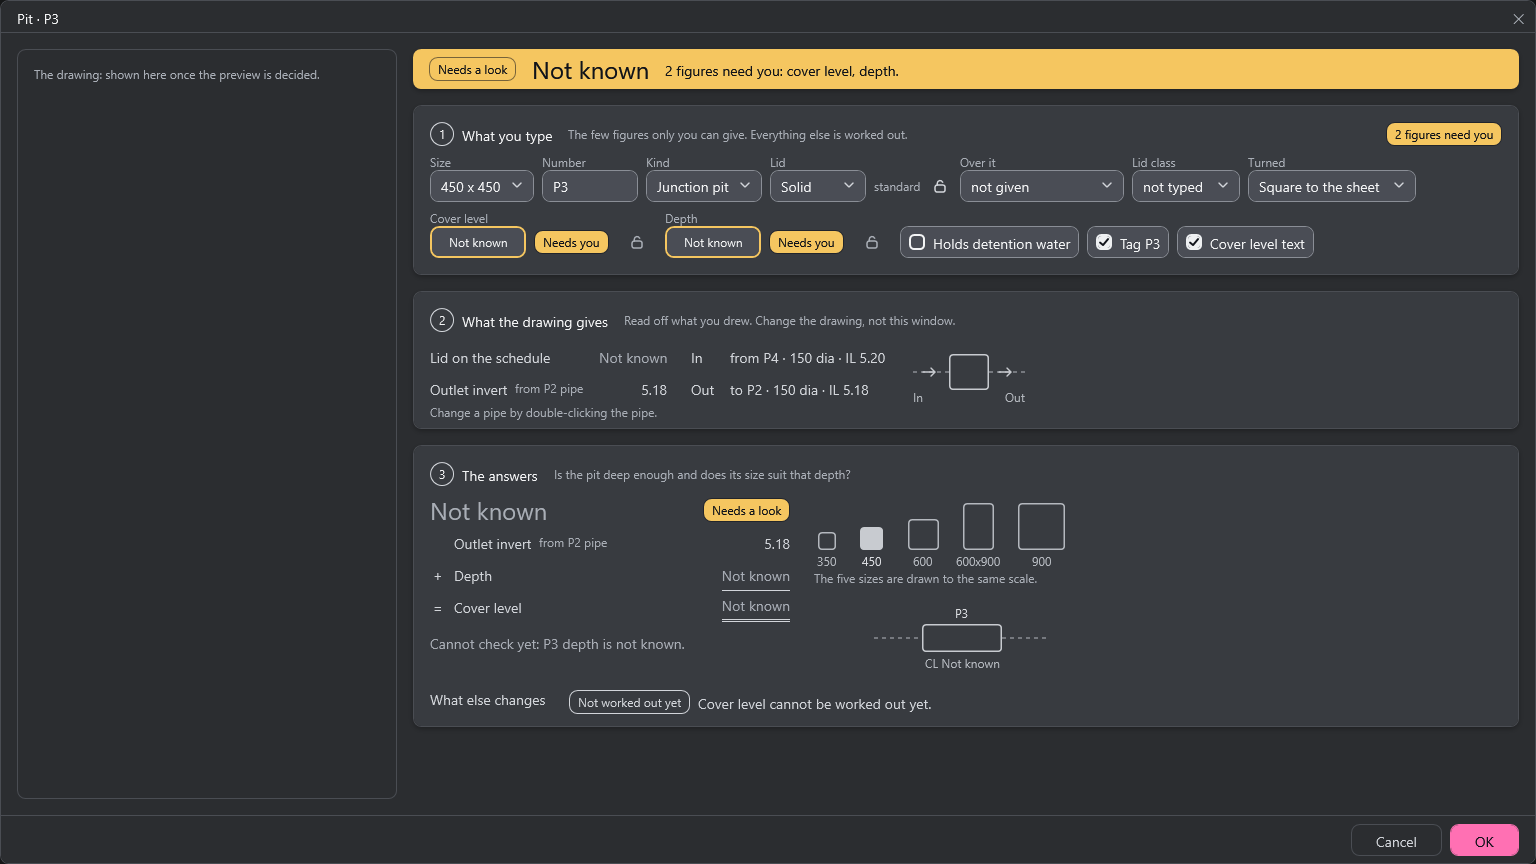 Pit · P3
The drawing: shown here once the preview is decided.
Needs a look Not known 2 figures need you: cover level, depth.
1 What you type The few figures only you can give. Everything else is worked out. 2 figures need you
Size Number Kind Lid Over it Lid class Turned
450 x 450 P3 Junction pit Solid standard not given not typed Square to the sheet
Cover level Depth
Not known Needs you Not known Needs you Holds detention water Tag P3 Cover level text
2 What the drawing gives Read off what you drew. Change the drawing, not this window.
Lid on the schedule Not known In from P4 · 150 dia · IL 5.20
Outlet invert from P2 pipe 5.18 Out to P2 · 150 dia · IL 5.18
In Out
Change a pipe by double-clicking the pipe.
3 The answers Is the pit deep enough and does its size suit that depth?
Not known Needs a look
Outlet invert from P2 pipe 5.18
350 450 600 600x900 900
+ Depth Not known
The five sizes are drawn to the same scale.
= Cover level Not known
P3
Cannot check yet: P3 depth is not known.
CL Not known
What else changes Not worked out yet Cover level cannot be worked out yet.
Cancel OK